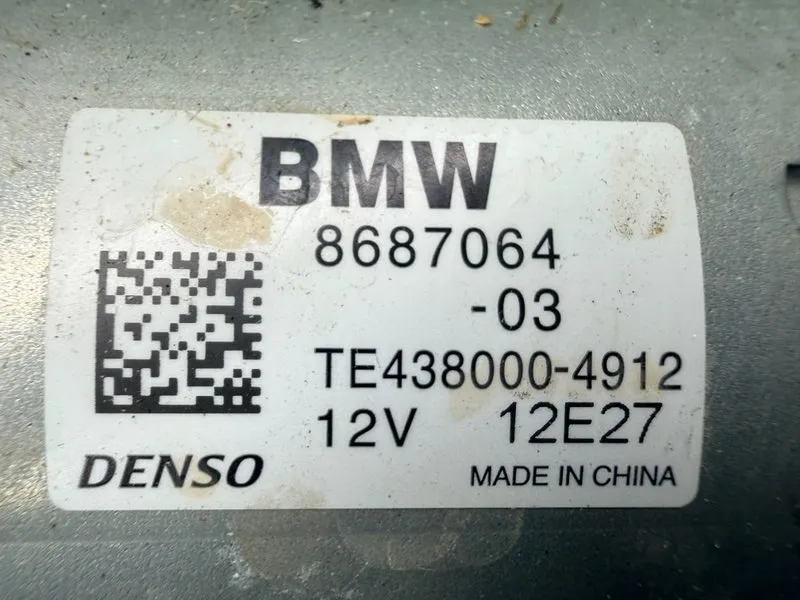 BMW
8687064
-03
TE438000-4912
12V 12E27
DENSO MADE IN CHINA